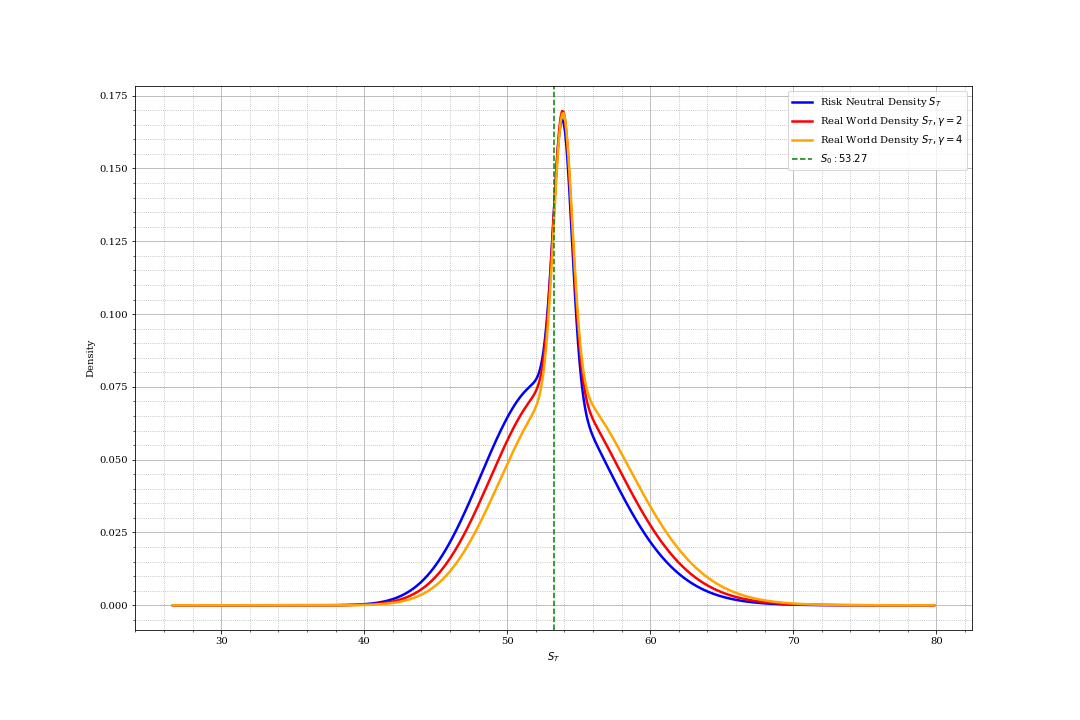 Risk Neutral Density S_T
Real World Density S_T, γ = 2
Real World Density S_T, γ = 4
S_0 : 53.27
0.175
0.150
0.125
0.100
0.075
0.050
0.025
0.000
Density
30 40 50 60 70 80
S_T